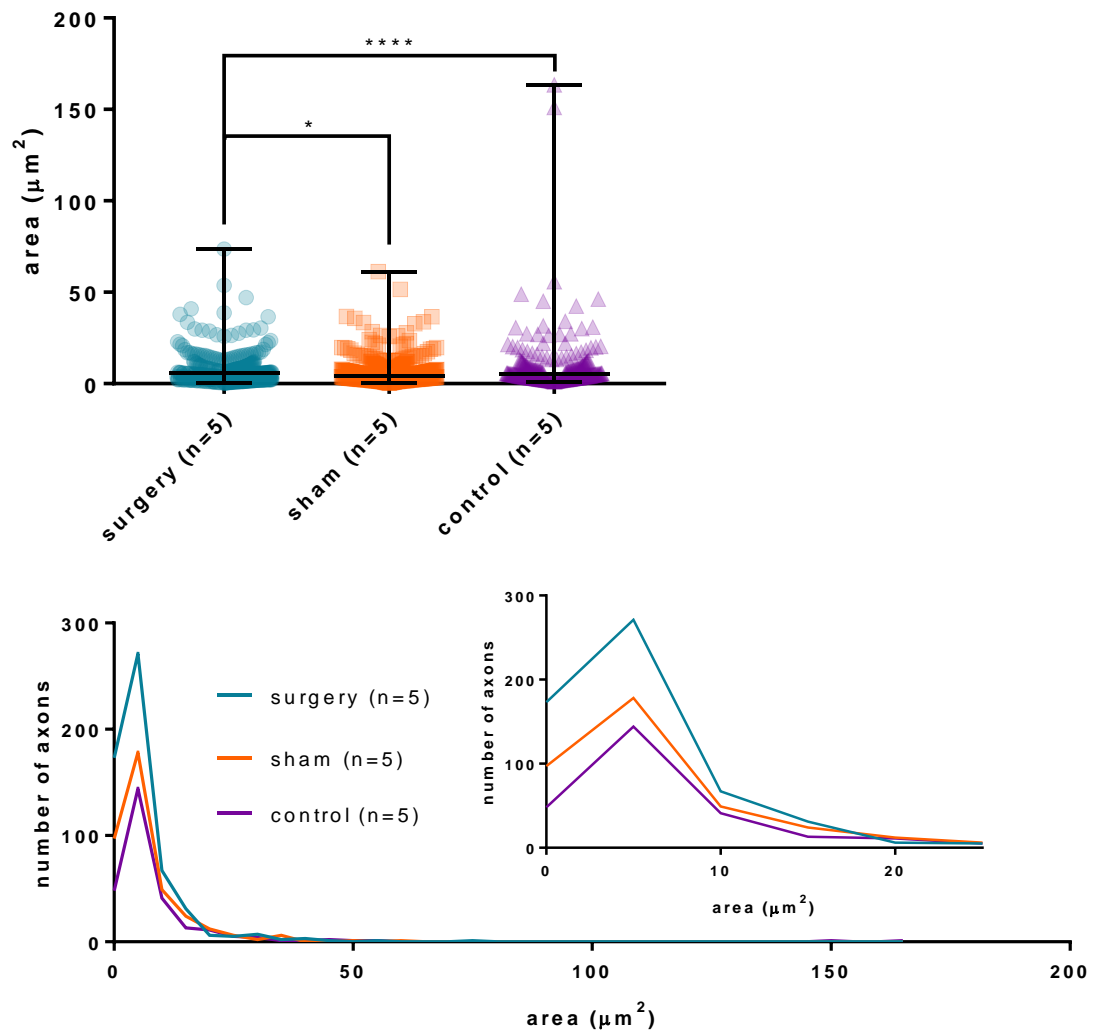 200
150
100
50
0
area (μm²)
****
*
surgery (n=5)
sham (n=5)
control (n=5)
300
200
100
0
number of axons
0
50
100
150
200
area (μm²)
surgery (n=5)
sham (n=5)
control (n=5)
300
200
100
0
number of axons
0
10
20
area (μm²)